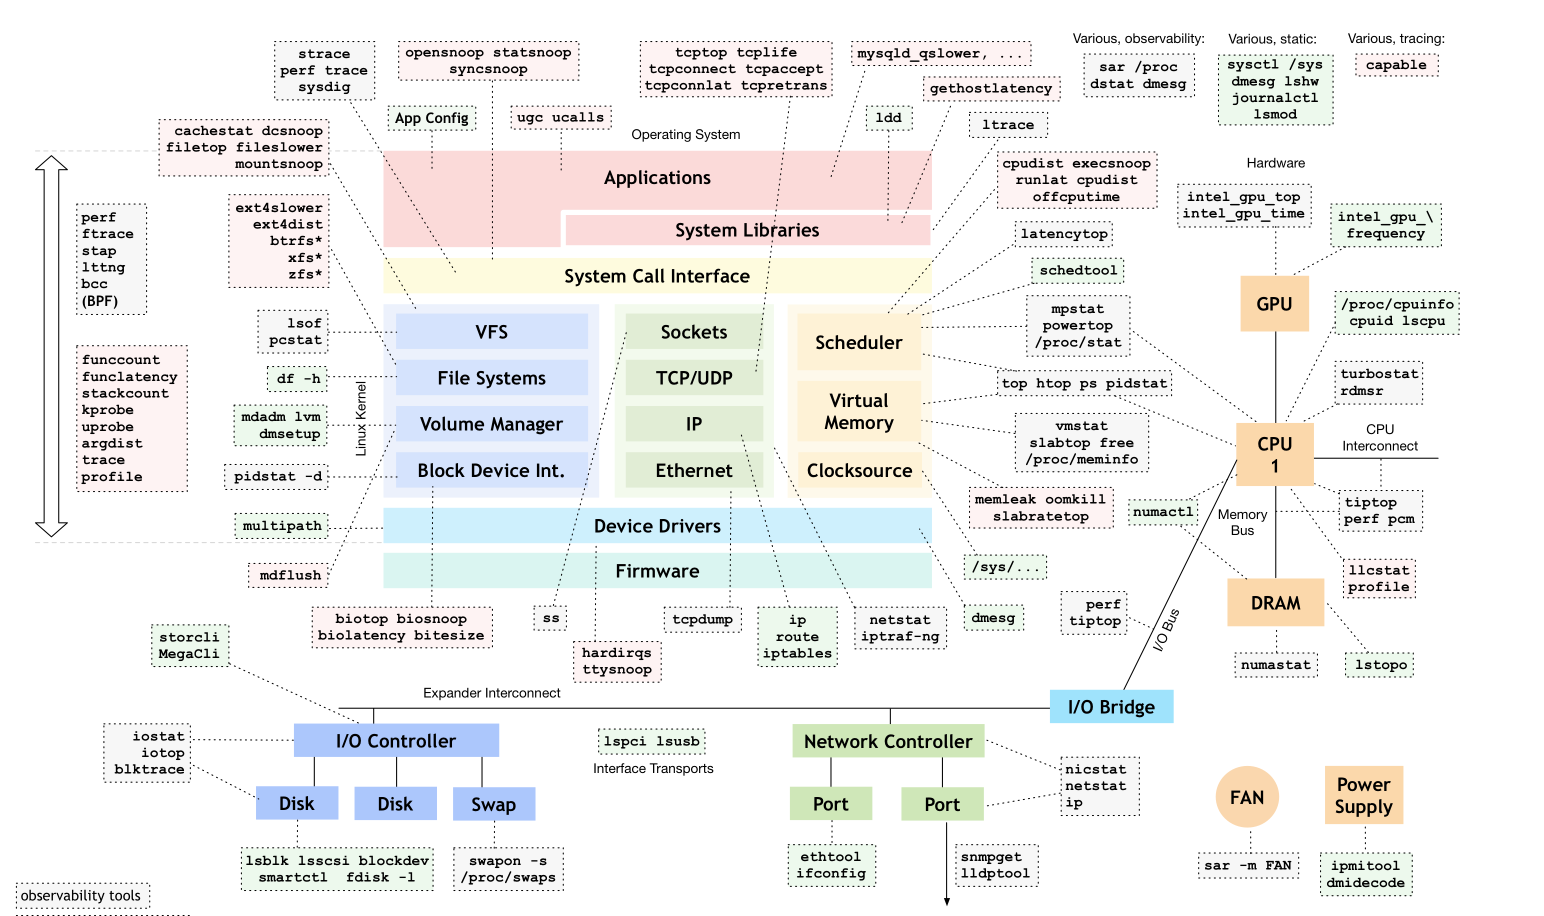 strace
perf trace
sysdig
opensnoop statsnoop
syncsnoop
tcptop tcplife
tcpconnect tcpaccept
tcpconnlat tcpretrans
mysqld_qslower, ...
gethostlatency
Various, observability:
sar /proc
dstat dmesg
Various, static:
sysctl /sys
dmesg lshw
journalctl
lsmod
Various, tracing:
capable
App Config
ugc ucalls
Operating System
ldd
ltrace
cachestat dcsnoop
filetop fileslower
mountsnoop
Applications
System Libraries
cpudist execsnoop
runlat cpudist
offcputime
Hardware
intel_gpu_top
intel_gpu_time
intel_gpu_\
frequency
perf
ftrace
stap
lttng
bcc
(BPF)
ext4slower
ext4dist
btrfs*
xfs*
zfs*
System Call Interface
latencytop
schedtool
GPU
lsof
pcstat
VFS
Sockets
Scheduler
mpstat
powertop
/proc/stat
/proc/cpuinfo
cpuid lscpu
funccount
funclatency
stackcount
kprobe
uprobe
argdist
trace
profile
df -h
Linux Kernel
File Systems
TCP/UDP
top htop ps pidstat
turbostat
rdmsr
mdadm lvm
dmsetup
Volume Manager
IP
Virtual
Memory
vmstat
slabtop free
/proc/meminfo
CPU
1
CPU
Interconnect
pidstat -d
Block Device Int.
Ethernet
Clocksource
memleak oomkill
slabratetop
numactl
Memory
Bus
tiptop
perf pcm
multipath
Device Drivers
mdflush
Firmware
/sys/...
llcstat
profile
DRAM
biotop biosnoop
biolatency bitesize
ss
hardirqs
ttysnoop
tcpdump
ip
route
iptables
netstat
iptraf-ng
dmesg
perf
tiptop
I/O Bus
numastat
lstopo
storcli
MegaCli
Expander Interconnect
I/O Bridge
iostat
iotop
blktrace
I/O Controller
lspci lsusb
Interface Transports
Network Controller
nicstat
netstat
ip
Disk
Disk
Swap
Port
Port
FAN
Power
Supply
lsblk lsscsi blockdev
smartctl fdisk -l
swapon -s
/proc/swaps
ethtool
ifconfig
snmpget
lldptool
sar -m FAN
ipmitool
dmidecode
observability tools